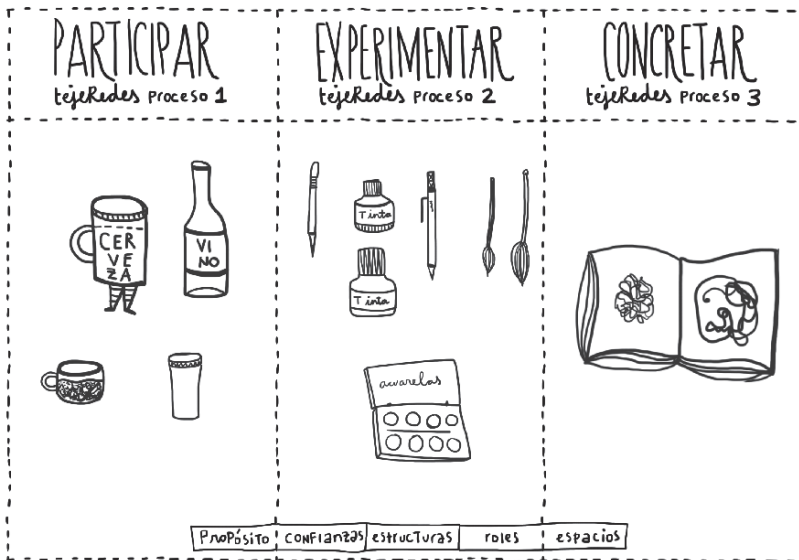 PARTICIPAR
tejeRedes Proceso 1
EXPERIMENTAR
tejeRedes Proceso 2
CONCRETAR
tejeRedes Proceso 3
CER
VE
ZA
VI
NO
Tinta
Tinta
acuarelas
Propósito
confianzas
estructuras
roles
espacios